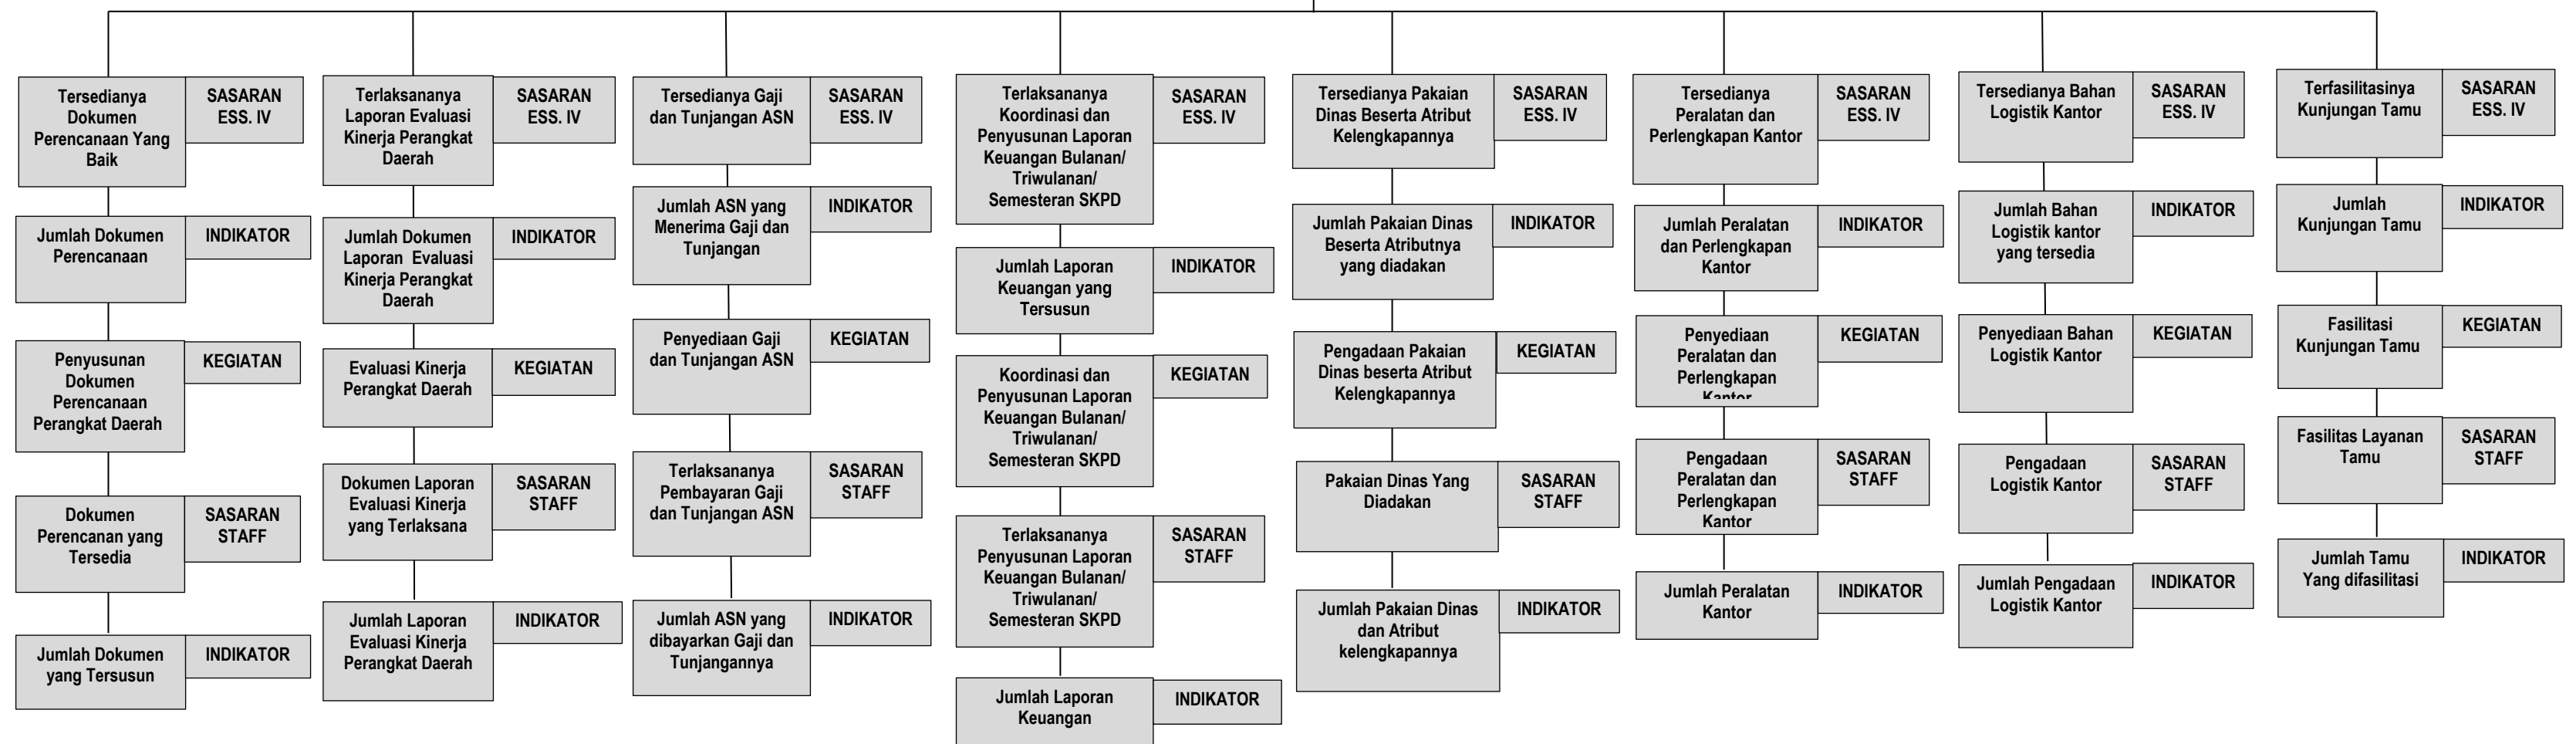 Tersedianya
Dokumen
Perencanaan Yang
Baik
SASARAN
ESS. IV
Jumlah Dokumen
Perencanaan
INDIKATOR
Penyusunan
Dokumen
Perencanaan
Perangkat Daerah
KEGIATAN
Dokumen
Perencanan yang
Tersedia
SASARAN
STAFF
Jumlah Dokumen
yang Tersusun
INDIKATOR
Terlaksananya
Laporan Evaluasi
Kinerja Perangkat
Daerah
SASARAN
ESS. IV
Jumlah Dokumen
Laporan Evaluasi
Kinerja Perangkat
Daerah
INDIKATOR
Evaluasi Kinerja
Perangkat Daerah
KEGIATAN
Dokumen Laporan
Evaluasi Kinerja
yang Terlaksana
SASARAN
STAFF
Jumlah Laporan
Evaluasi Kinerja
Perangkat Daerah
INDIKATOR
Tersedianya Gaji
dan Tunjangan ASN
SASARAN
ESS. IV
Jumlah ASN yang
Menerima Gaji dan
Tunjangan
INDIKATOR
Penyediaan Gaji
dan Tunjangan ASN
KEGIATAN
Terlaksananya
Pembayaran Gaji
dan Tunjangan ASN
SASARAN
STAFF
Jumlah ASN yang
dibayarkan Gaji dan
Tunjangannya
INDIKATOR
Terlaksananya
Koordinasi dan
Penyusunan Laporan
Keuangan Bulanan/
Triwulanan/
Semesteran SKPD
SASARAN
ESS. IV
Jumlah Laporan
Keuangan yang
Tersusun
INDIKATOR
Koordinasi dan
Penyusunan Laporan
Keuangan Bulanan/
Triwulanan/
Semesteran SKPD
KEGIATAN
Terlaksananya
Penyusunan Laporan
Keuangan Bulanan/
Triwulanan/
Semesteran SKPD
SASARAN
STAFF
Jumlah Laporan
Keuangan
INDIKATOR
Tersedianya Pakaian
Dinas Beserta Atribut
Kelengkapannya
SASARAN
ESS. IV
Jumlah Pakaian Dinas
Beserta Atributnya
yang diadakan
INDIKATOR
Pengadaan Pakaian
Dinas beserta Atribut
Kelengkapannya
KEGIATAN
Pakaian Dinas Yang
Diadakan
SASARAN
STAFF
Jumlah Pakaian Dinas
dan Atribut
kelengkapannya
INDIKATOR
Tersedianya
Peralatan dan
Perlengkapan Kantor
SASARAN
ESS. IV
Jumlah Peralatan
dan Perlengkapan
Kantor
INDIKATOR
Penyediaan
Peralatan dan
Perlengkapan
Kantor
KEGIATAN
Pengadaan
Peralatan dan
Perlengkapan
Kantor
SASARAN
STAFF
Jumlah Peralatan
Kantor
INDIKATOR
Tersedianya Bahan
Logistik Kantor
SASARAN
ESS. IV
Jumlah Bahan
Logistik kantor
yang tersedia
INDIKATOR
Penyediaan Bahan
Logistik Kantor
KEGIATAN
Pengadaan
Logistik Kantor
SASARAN
STAFF
Jumlah Pengadaan
Logistik Kantor
INDIKATOR
Terfasilitasinya
Kunjungan Tamu
SASARAN
ESS. IV
Jumlah
Kunjungan Tamu
INDIKATOR
Fasilitasi
Kunjungan Tamu
KEGIATAN
Fasilitas Layanan
Tamu
SASARAN
STAFF
Jumlah Tamu
Yang difasilitasi
INDIKATOR